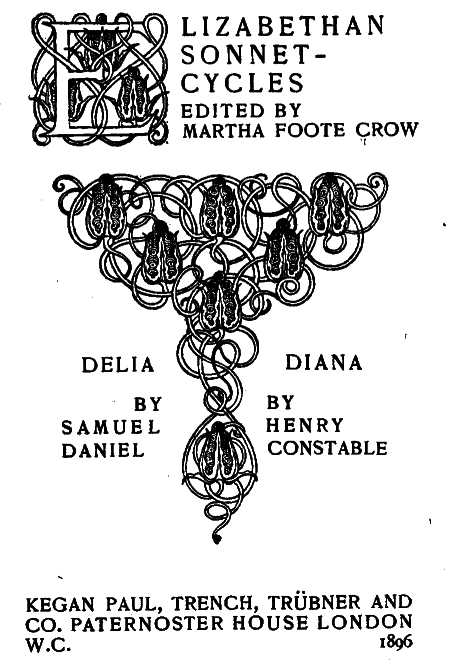 ELIZABETHAN
SONNET-
CYCLES
EDITED BY
MARTHA FOOTE CROW
DELIA
BY
SAMUEL
DANIEL
DIANA
BY
HENRY
CONSTABLE
KEGAN PAUL, TRENCH, TRÜBNER AND
CO. PATERNOSTER HOUSE LONDON
W.C. 1896